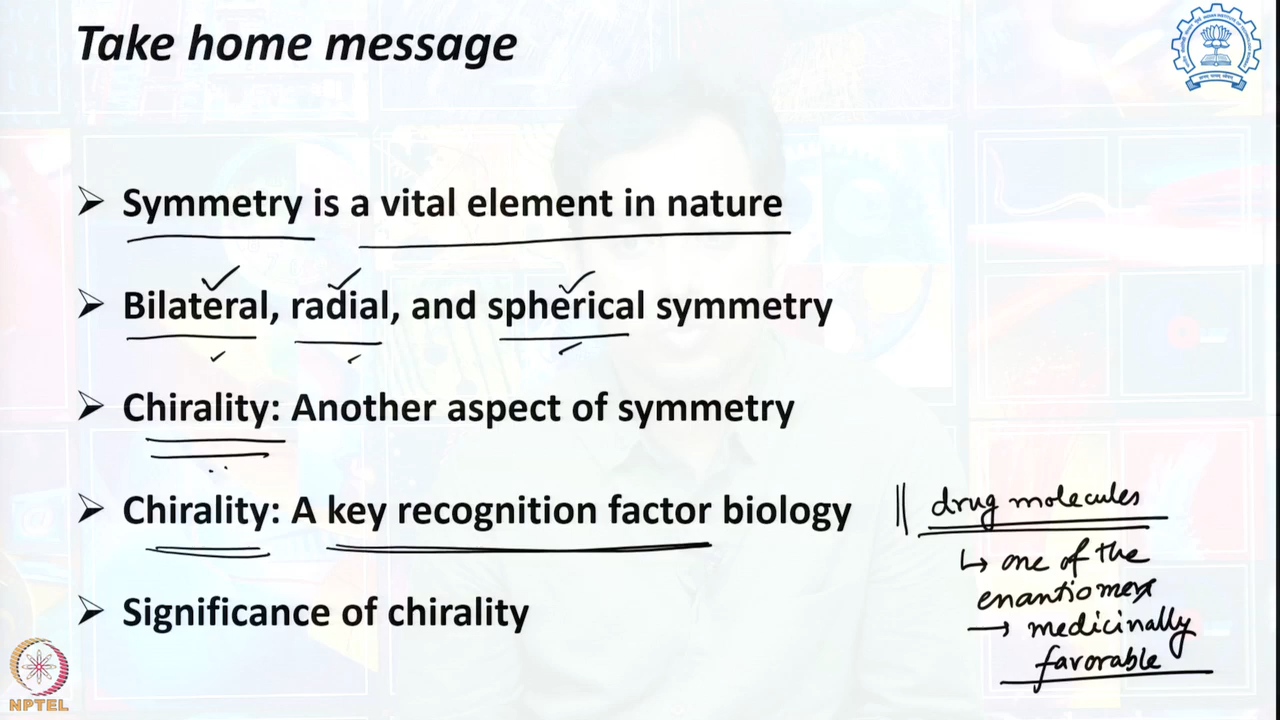 Take home message
➢ Symmetry is a vital element in nature
➢ Bilateral, radial, and spherical symmetry
➢ Chirality: Another aspect of symmetry
➢ Chirality: A key recognition factor biology
drug molecules
↳ one of the
enantiomers
→ medicinally
favorable
➢ Significance of chirality
NPTEL